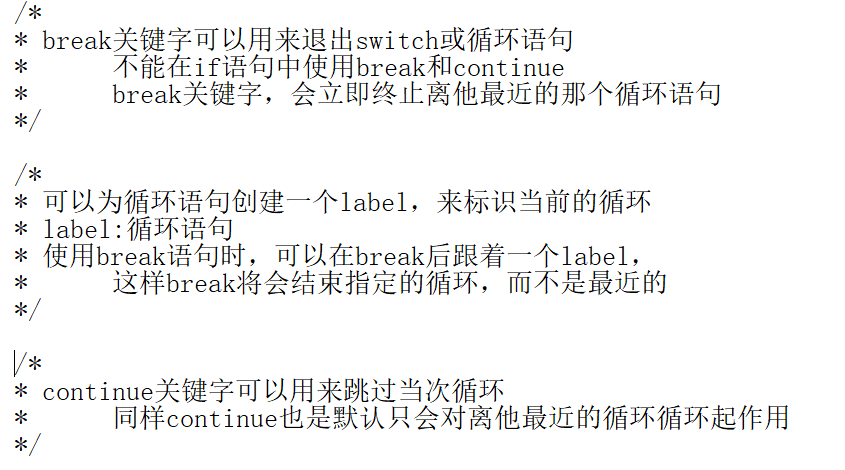 /*
* break关键字可以用来退出switch或循环语句
*      不能在if语句中使用break和continue
*      break关键字，会立即终止离他最近的那个循环语句
*/
/*
* 可以为循环语句创建一个label，来标识当前的循环
* label:循环语句
* 使用break语句时，可以在break后跟着一个label，
*      这样break将会结束指定的循环，而不是最近的
*/
/*
* continue关键字可以用来跳过当次循环
*      同样continue也是默认只会对离他最近的循环循环起作用
*/